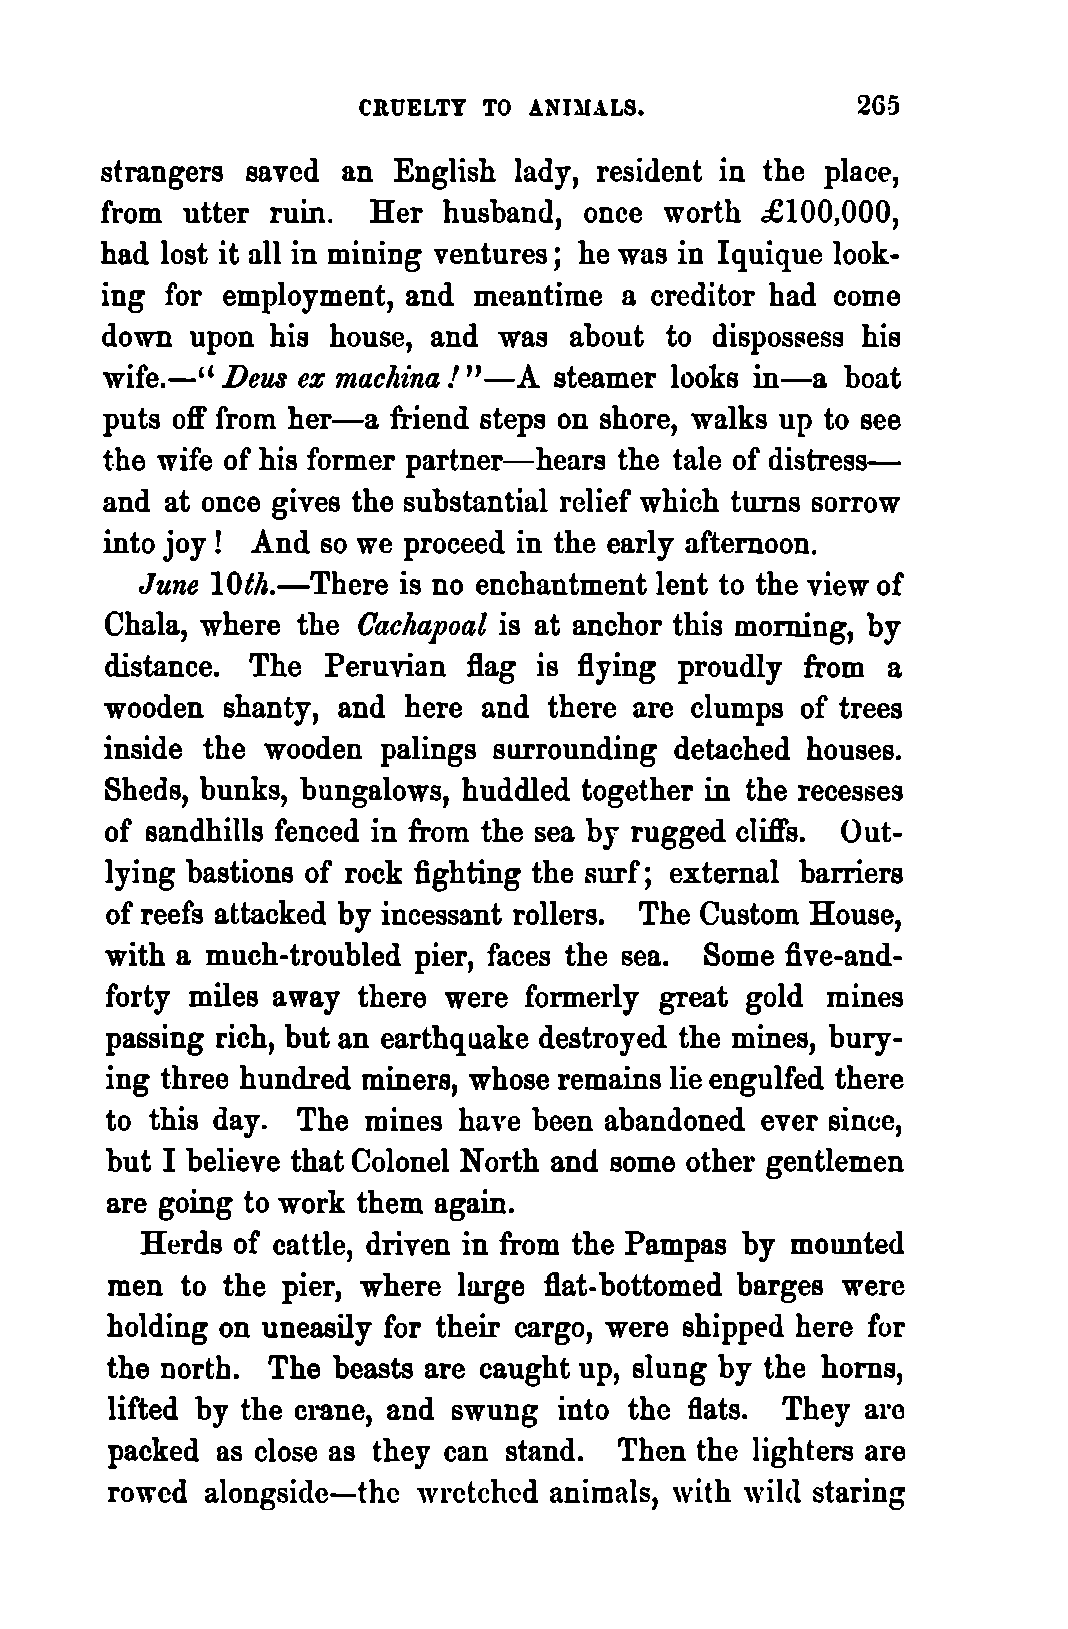 CRUELTY TO ANIMALS. 265
strangers saved an English lady, resident in the place,
from utter ruin. Her husband, once worth £100,000,
had lost it all in mining ventures; he was in Iquique look-
ing for employment, and meantime a creditor had come
down upon his house, and was about to dispossess his
wife.—“Deus ex machina!”—A steamer looks in—a boat
puts off from her—a friend steps on shore, walks up to see
the wife of his former partner—hears the tale of distress—
and at once gives the substantial relief which turns sorrow
into joy! And so we proceed in the early afternoon.
June 10th.—There is no enchantment lent to the view of
Chala, where the Cachapoal is at anchor this morning, by
distance. The Peruvian flag is flying proudly from a
wooden shanty, and here and there are clumps of trees
inside the wooden palings surrounding detached houses.
Sheds, bunks, bungalows, huddled together in the recesses
of sandhills fenced in from the sea by rugged cliffs. Out-
lying bastions of rock fighting the surf; external barriers
of reefs attacked by incessant rollers. The Custom House,
with a much-troubled pier, faces the sea. Some five-and-
forty miles away there were formerly great gold mines
passing rich, but an earthquake destroyed the mines, bury-
ing three hundred miners, whose remains lie engulfed there
to this day. The mines have been abandoned ever since,
but I believe that Colonel North and some other gentlemen
are going to work them again.
Herds of cattle, driven in from the Pampas by mounted
men to the pier, where large flat-bottomed barges were
holding on uneasily for their cargo, were shipped here for
the north. The beasts are caught up, slung by the horns,
lifted by the crane, and swung into the flats. They are
packed as close as they can stand. Then the lighters are
rowed alongside—the wretched animals, with wild staring